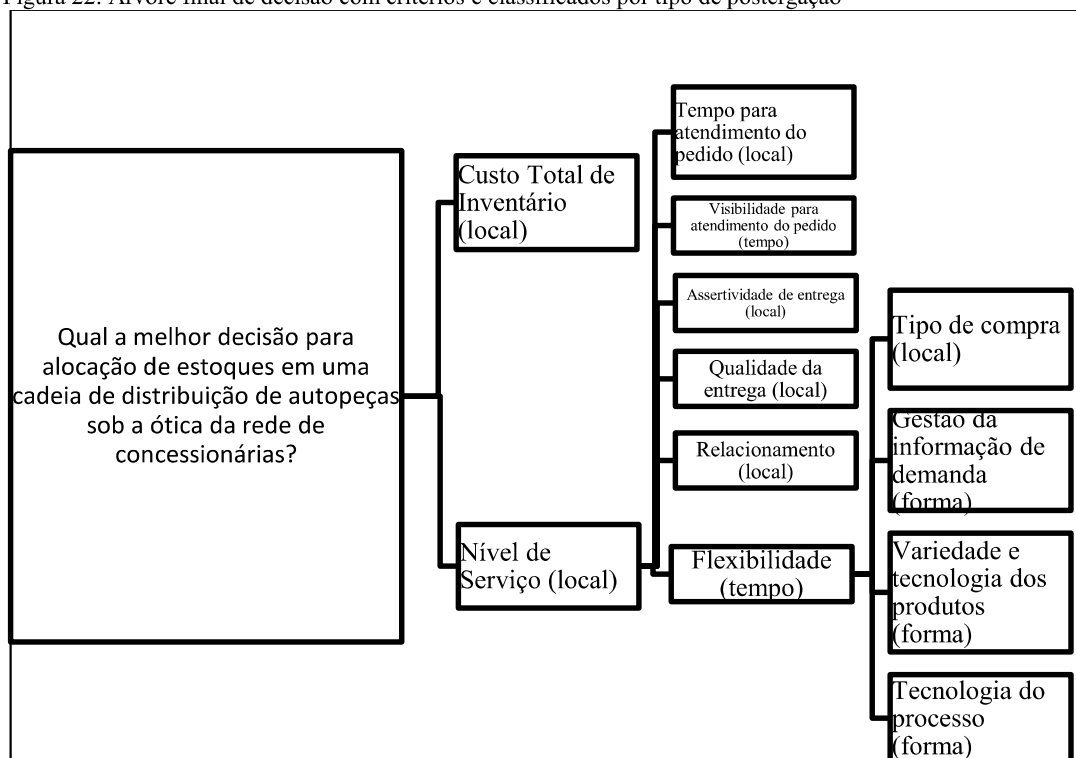 Figura 22: Árvore final de decisão com critérios e classificados por tipo de postergação
Qual a melhor decisão para
alocação de estoques em uma
cadeia de distribuição de autopeças
sob a ótica da rede de
concessionárias?
Custo Total de
Inventário
(local)
Nível de
Serviço (local)
Tempo para
atendimento do
pedido (local)
Visibilidade para
atendimento do pedido
(tempo)
Assertividade de entrega
(local)
Qualidade da
entrega (local)
Relacionamento
(local)
Flexibilidade
(tempo)
Tipo de compra
(local)
Gestão da
informação de
demanda
(forma)
Variedade e
tecnologia dos
produtos
(forma)
Tecnologia do
processo
(forma)